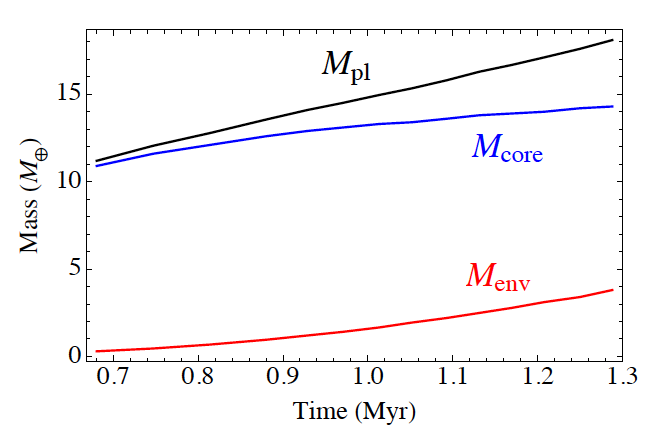 M_pl
15
M_core
10
Mass (M_⊕)
5
M_env
0
0.7 0.8 0.9 1.0 1.1 1.2 1.3
Time (Myr)